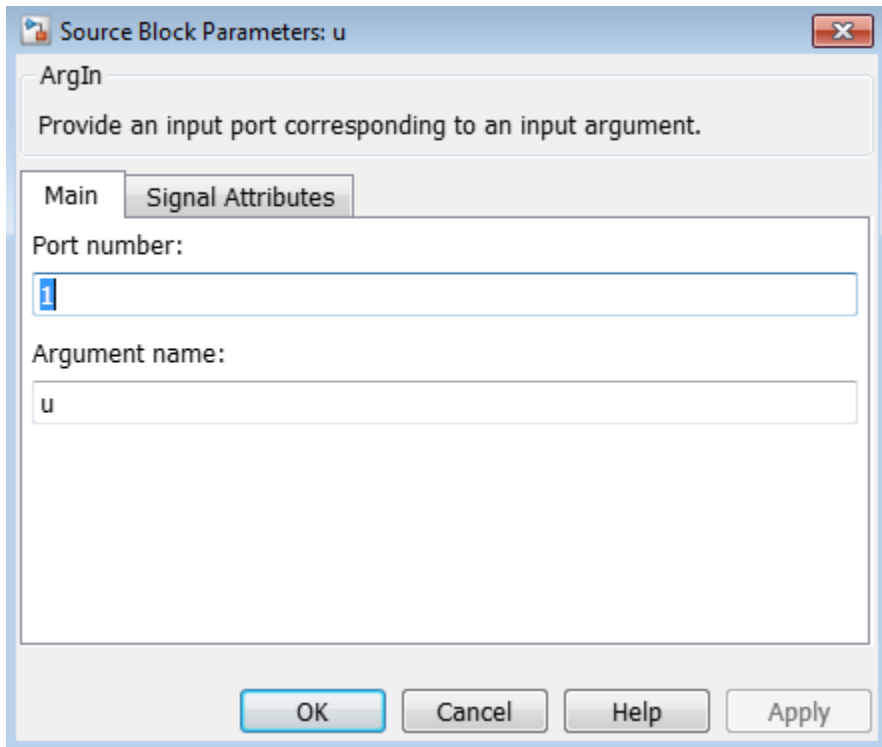 Source Block Parameters: u
ArgIn
Provide an input port corresponding to an input argument.
Main Signal Attributes
Port number:
1
Argument name:
u
OK Cancel Help Apply